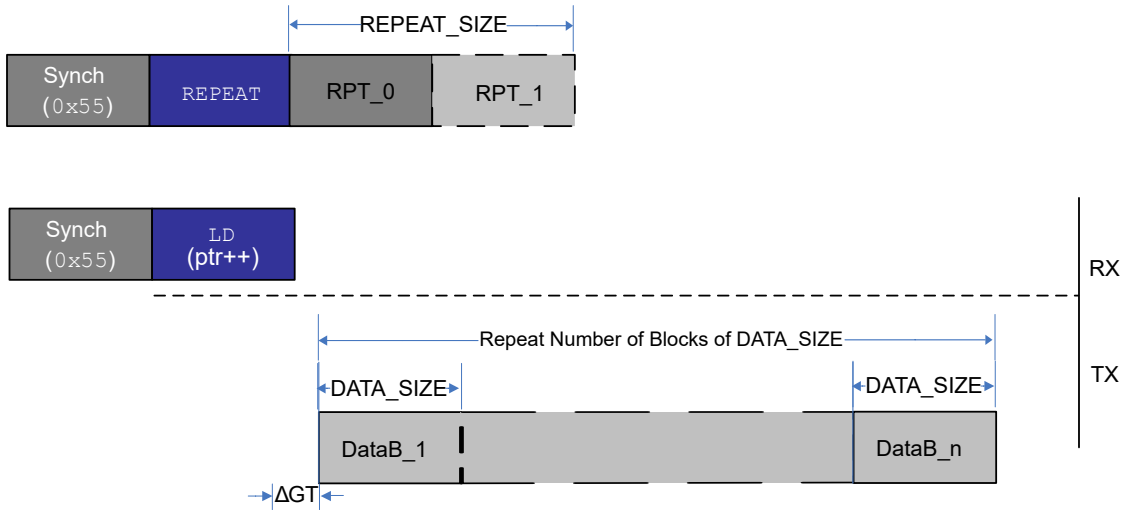 REPEAT_SIZE
Synch
(0x55)
REPEAT
RPT_0
RPT_1
Synch
(0x55)
LD
(ptr++)
RX
Repeat Number of Blocks of DATA_SIZE
TX
DATA_SIZE
DATA_SIZE
DataB_1
DataB_n
ΔGT